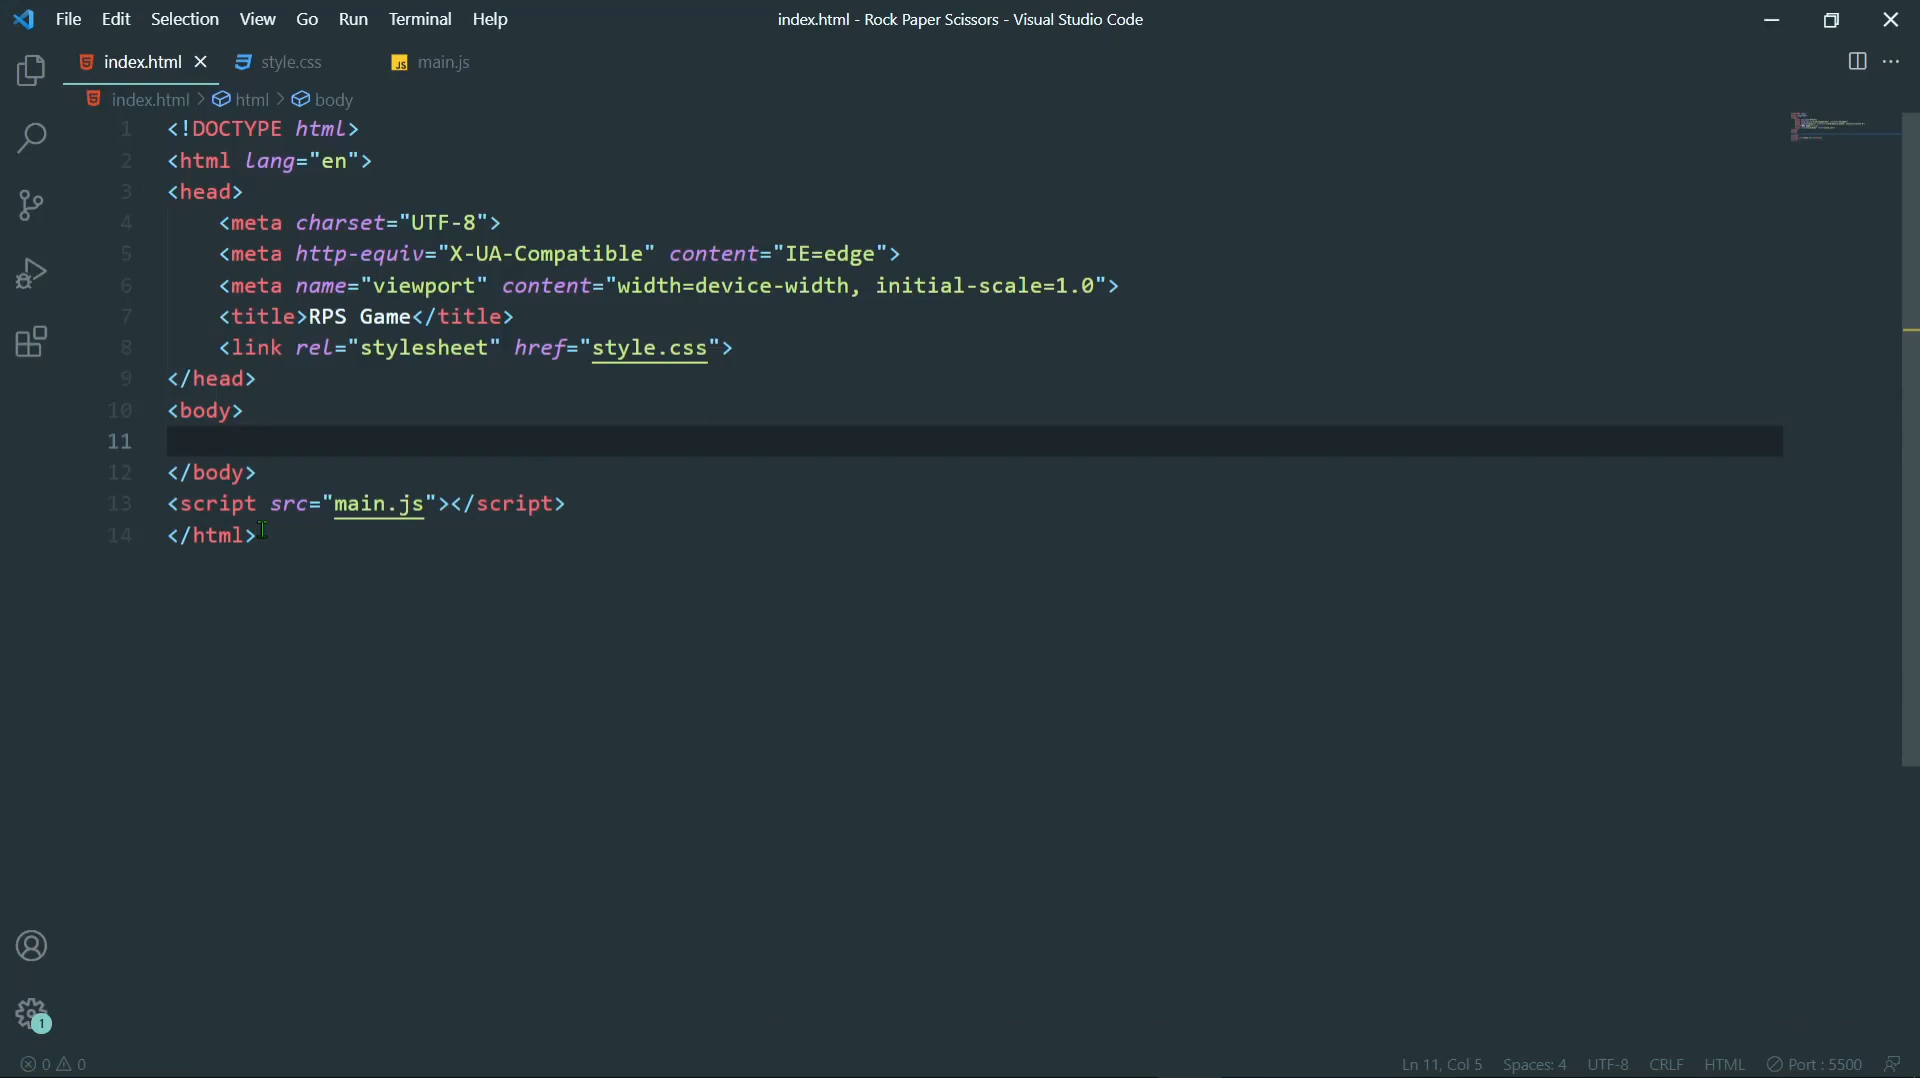 File Edit Selection View Go Run Terminal Help
index.html - Rock Paper Scissors - Visual Studio Code
index.html style.css JS main.js
index.html > html > body
1 <!DOCTYPE html>
2 <html lang="en">
3 <head>
4 <meta charset="UTF-8">
5 <meta http-equiv="X-UA-Compatible" content="IE=edge">
6 <meta name="viewport" content="width=device-width, initial-scale=1.0">
7 <title>RPS Game</title>
8 <link rel="stylesheet" href="style.css">
9 </head>
10 <body>
11
12 </body>
13 <script src="main.js"></script>
14 </html>
1
0 0
Ln 11, Col 5 Spaces: 4 UTF-8 CRLF HTML Port : 5500